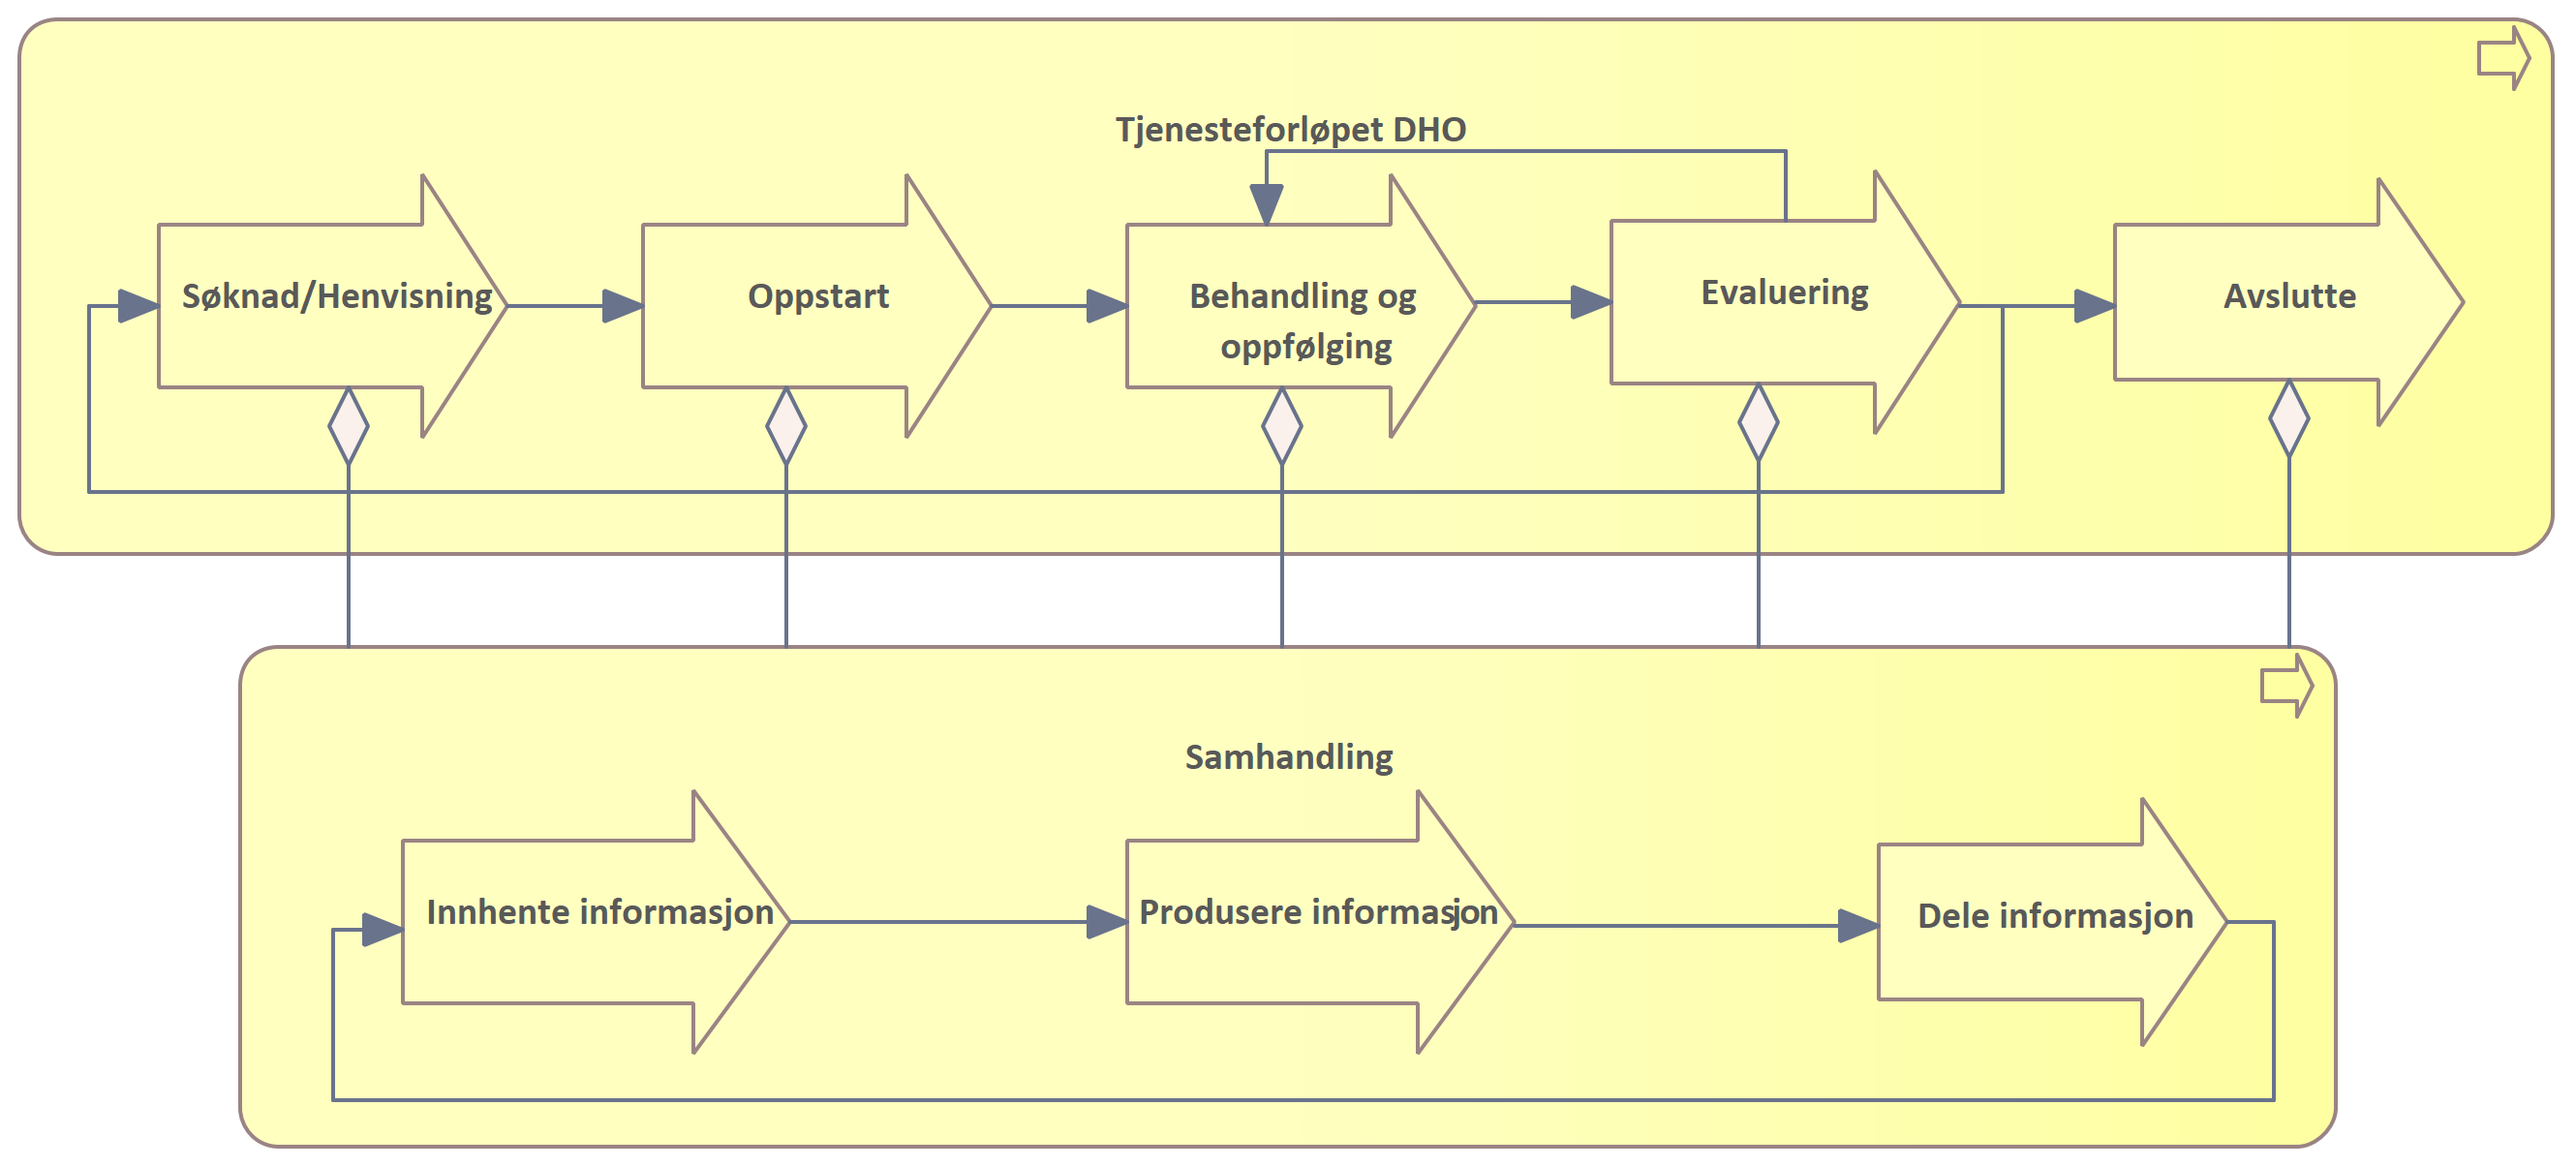 Tjenesteforløpet DHO
Søknad/Henvisning
Oppstart
Behandling og
oppfølging
Evaluering
Avslutte
Samhandling
Innhente informasjon
Produsere informasjon
Dele informasjon